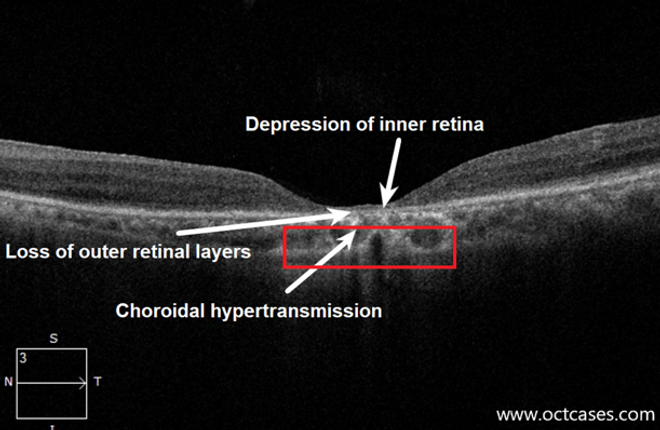 Depression of inner retina
Loss of outer retinal layers
Choroidal hypertransmission
S
3
N T
www.octcases.com